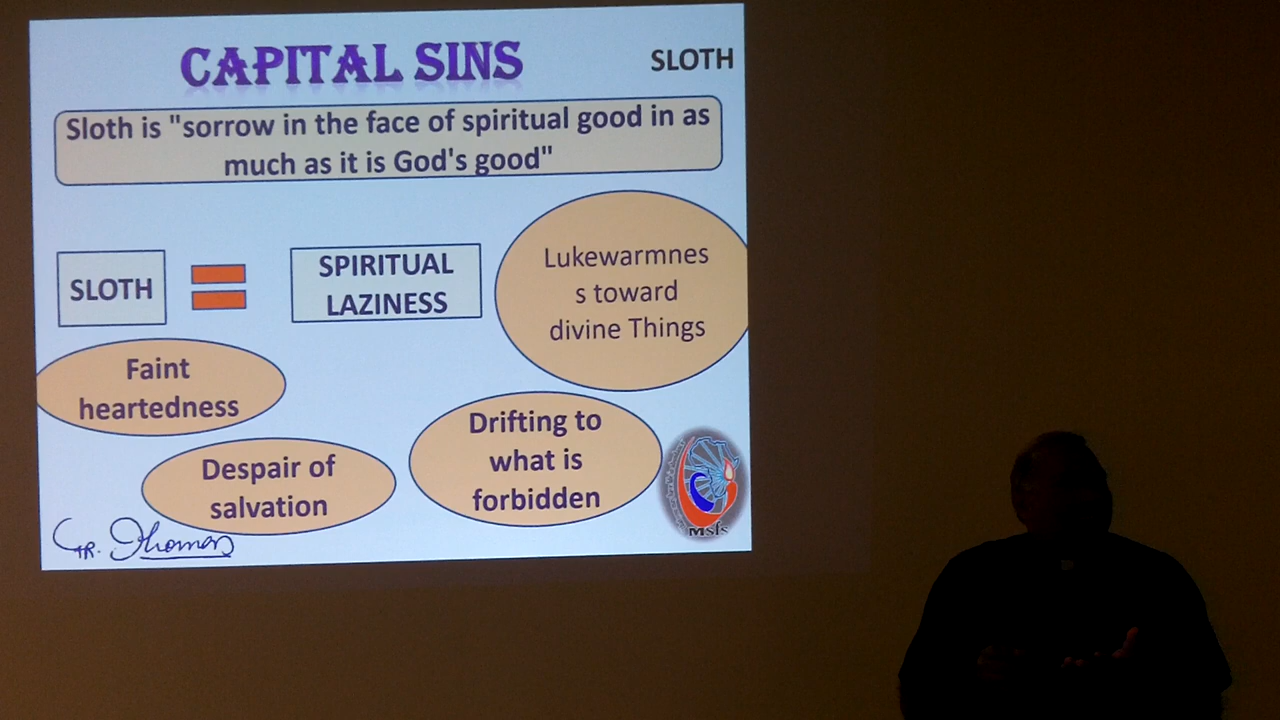 CAPITAL SINS
SLOTH
Sloth is "sorrow in the face of spiritual good in as
much as it is God's good"
SLOTH
SPIRITUAL
LAZINESS
Lukewarmnes
s toward
divine Things
Faint
heartedness
Despair of
salvation
Drifting to
what is
forbidden
FR. Thomas
Msfs